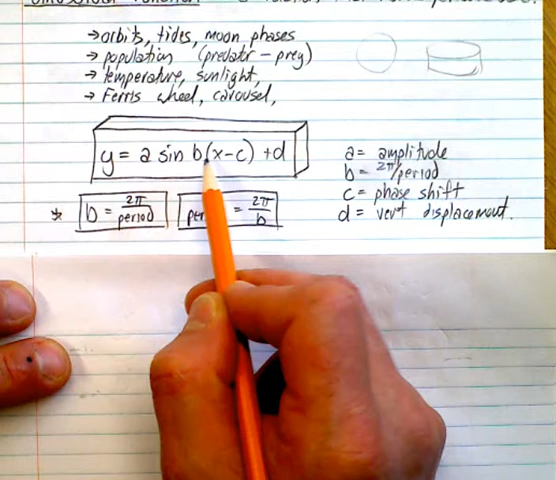 → orbits, tides, moon phases
→ population (predator - prey)
→ temperature, sunlight,
→ Ferris wheel, carousel,
y = a sin b(x-c) + d
a = amplitude
b = 2π/period
c = phase shift
d = vert displacement.
* b = 2π/period  = 2π/b